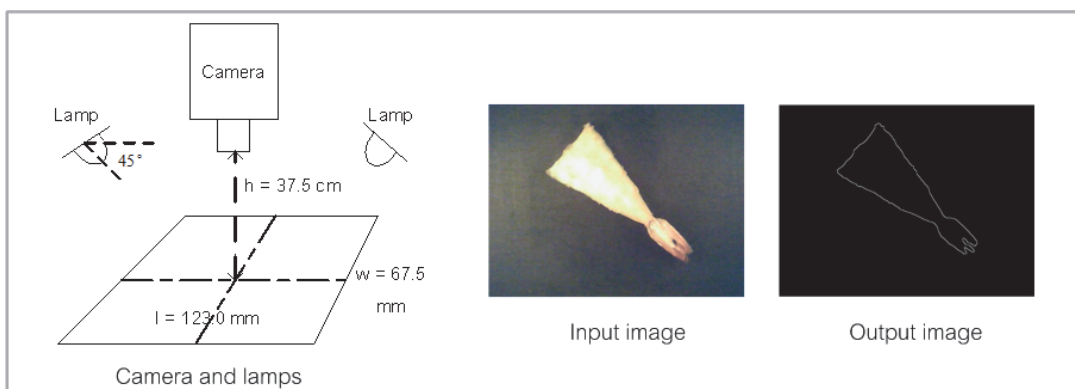 Camera
Lamp
Lamp
45°
h = 37.5 cm
w = 67.5
mm
l = 123.0 mm
Input image
Output image
Camera and lamps